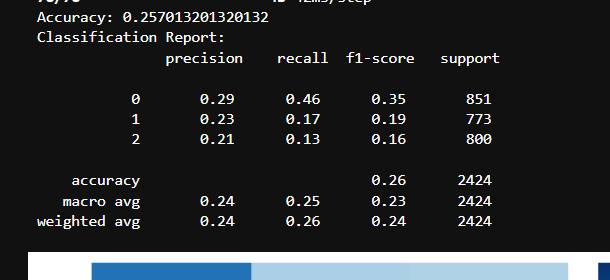 Accuracy: 0.257013201320132
Classification Report:
precision recall f1-score support
0 0.29 0.46 0.35 851
1 0.23 0.17 0.19 773
2 0.21 0.13 0.16 800
accuracy 0.26 2424
macro avg 0.24 0.25 0.23 2424
weighted avg 0.24 0.26 0.24 2424